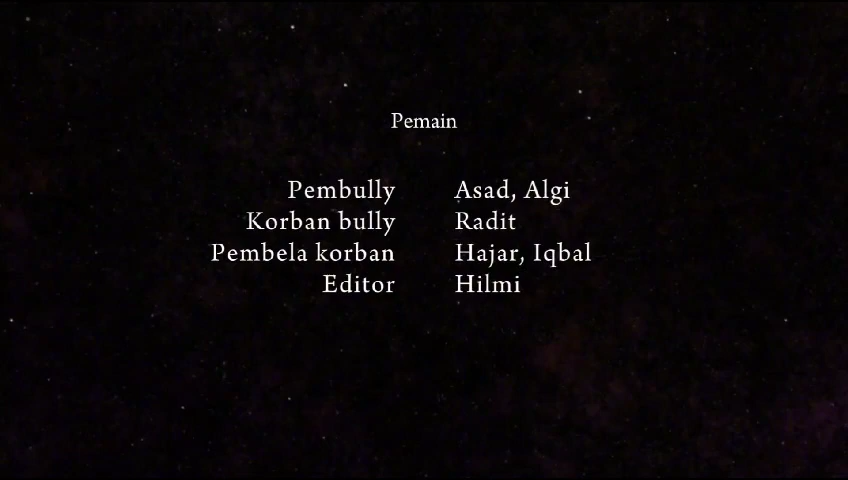 Pemain
Pembully Asad, Algi
Korban bully Radit
Pembela korban Hajar, Iqbal
Editor Hilmi